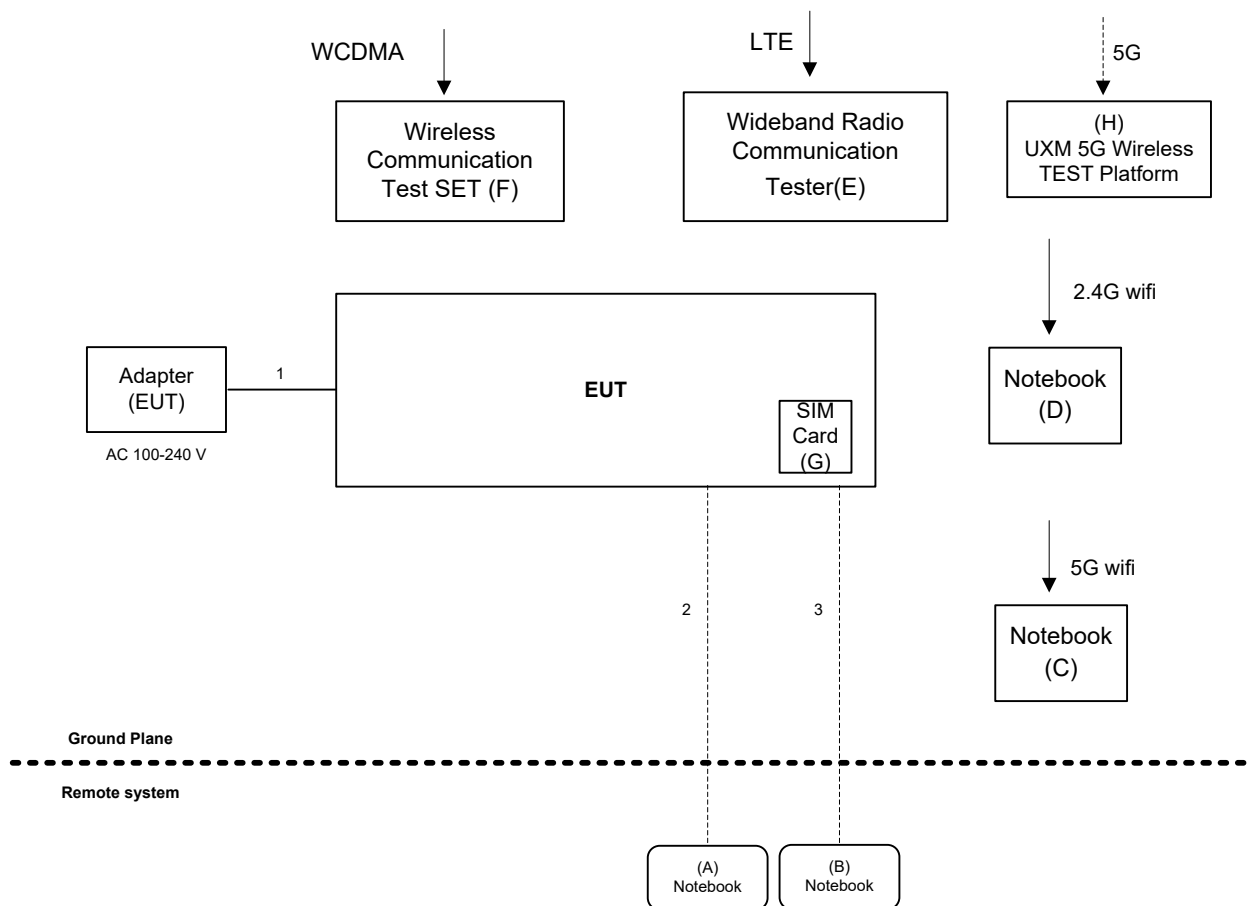 WCDMA
LTE
5G
Wireless
Communication
Test SET (F)
Wideband Radio
Communication
Tester(E)
(H)
UXM 5G Wireless
TEST Platform
2.4G wifi
Adapter
(EUT)
1
AC 100-240 V
EUT
SIM
Card
(G)
Notebook
(D)
5G wifi
2
3
Notebook
(C)
Ground Plane
Remote system
(A)
Notebook
(B)
Notebook